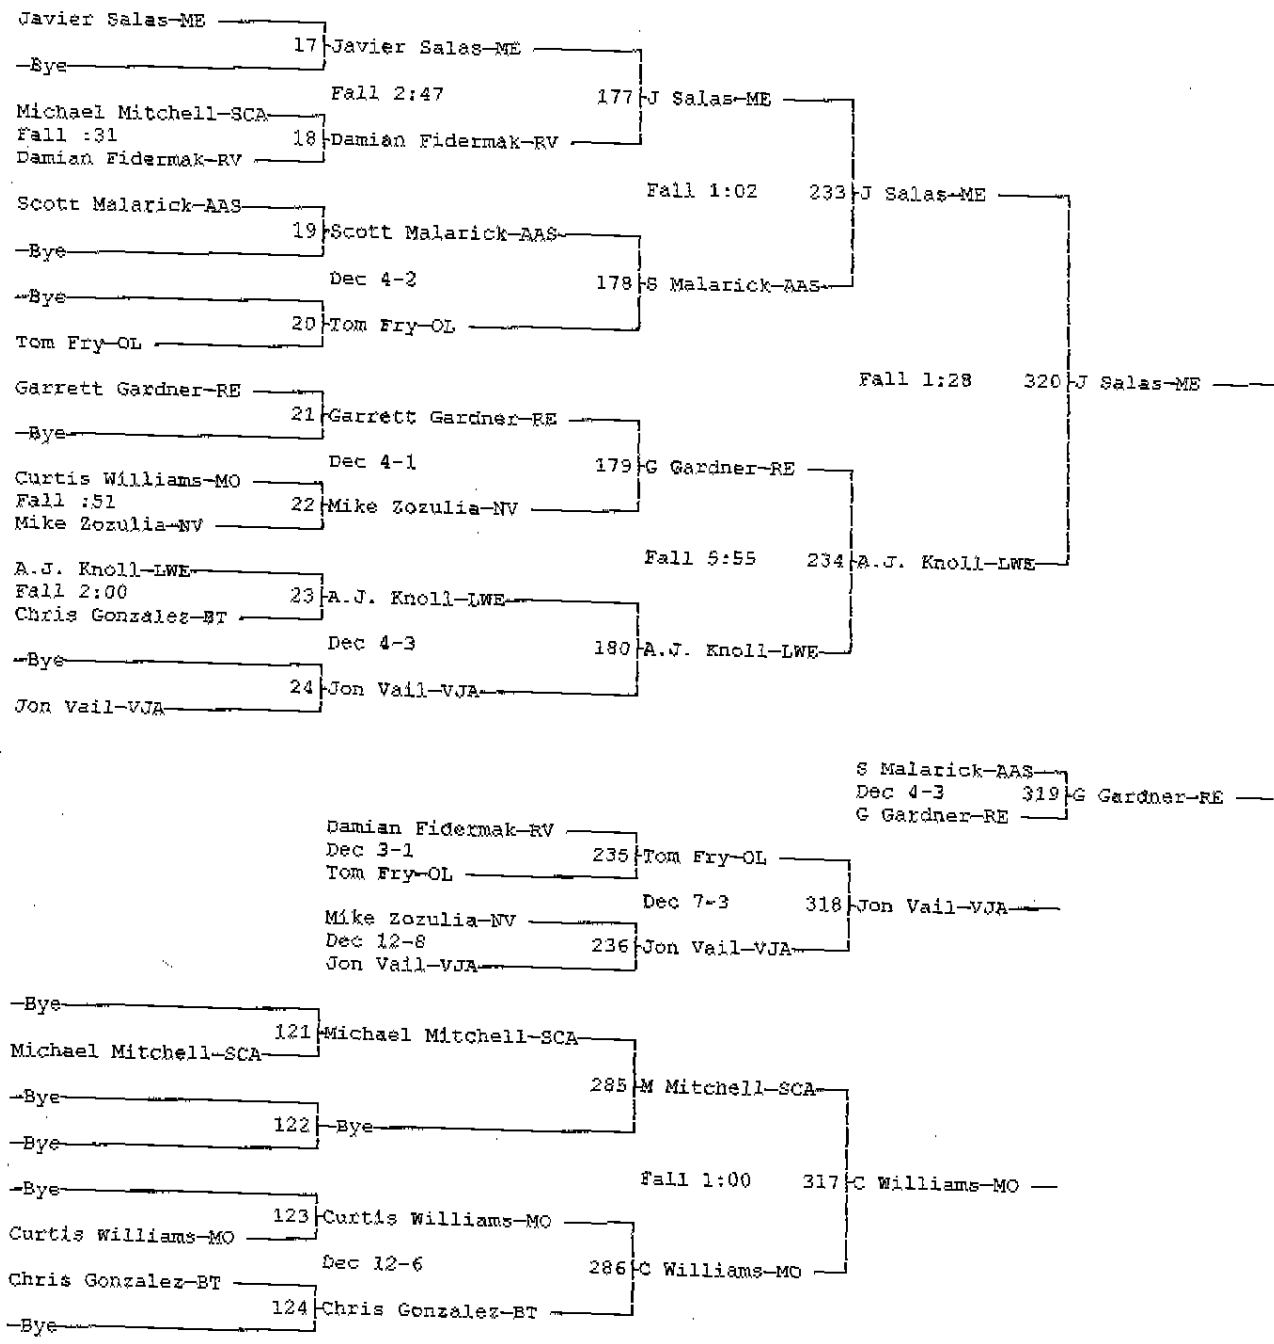 Javier Salas-ME
17 Javier Salas-ME
-Bye
Fall 2:47 177 J Salas-ME
Michael Mitchell-SCA
Fall :31 18 Damian Fidermak-RV
Damian Fidermak-RV
Fall 1:02 233 J Salas-ME
Scott Malarick-AAS
19 Scott Malarick-AAS
-Bye
Dec 4-2 178 S Malarick-AAS
-Bye
20 Tom Fry-OL
Tom Fry-OL
Fall 1:28 320 J Salas-ME
Garrett Gardner-RE
21 Garrett Gardner-RE
-Bye
Dec 4-1 179 G Gardner-RE
Curtis Williams-MO
Fall :51 22 Mike Zozulia-NV
Mike Zozulia-NV
Fall 5:55 234 A.J. Knoll-LWE
A.J. Knoll-LWE
Fall 2:00 23 A.J. Knoll-LWE
Chris Gonzalez-BT
Dec 4-3 180 A.J. Knoll-LWE
-Bye
24 Jon Vail-VJA
Jon Vail-VJA
S Malarick-AAS
Dec 4-3 319 G Gardner-RE
G Gardner-RE
Damian Fidermak-RV
Dec 3-1 235 Tom Fry-OL
Tom Fry-OL
Dec 7-3 318 Jon Vail-VJA
Mike Zozulia-NV
Dec 12-8 236 Jon Vail-VJA
Jon Vail-VJA
-Bye
121 Michael Mitchell-SCA
Michael Mitchell-SCA
285 M Mitchell-SCA
-Bye
122 -Bye
-Bye
Fall 1:00 317 C Williams-MO
-Bye
123 Curtis Williams-MO
Curtis Williams-MO
Dec 12-6 286 C Williams-MO
Chris Gonzalez-BT
124 Chris Gonzalez-BT
-Bye